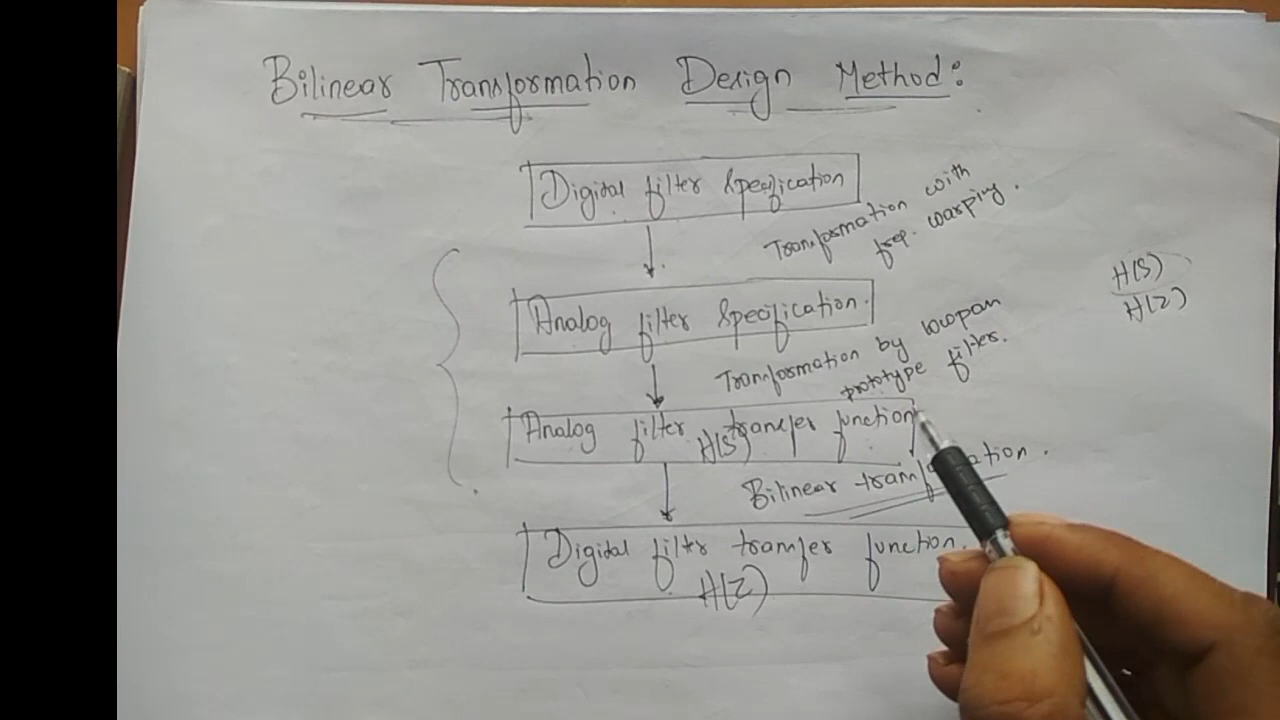 Bilinear Transformation Design Method:
Digital filter Specification
Transformation with
freq. warping.
Analog filter Specification.
H(S)
H(Z)
Transformation by lowpass
prototype filter.
Analog filter transfer function
H(S)
Bilinear transformation.
Digital filter transfer function.
H(Z)